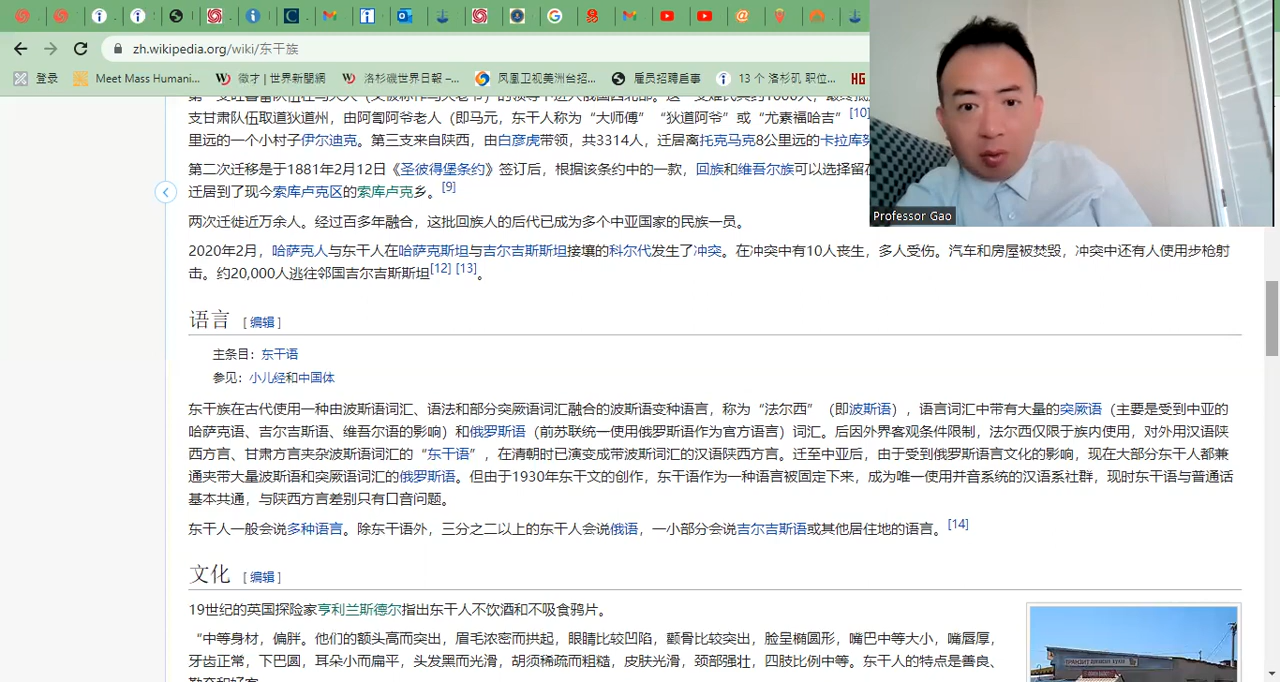 zh.wikipedia.org/wiki/东干族
登录
Meet Mass Humani...
徵才 | 世界新聞網
洛杉磯世界日報 –...
凤凰卫视美洲台招...
雇员招聘启事
13 个 洛杉矶 职位...
HG
支甘肃队伍取道狄道州，由阿訇阿爷老人（即马元，东干人称为“大师傅”“狄道阿爷”或“尤素福哈吉”[10]
里远的一个小村子伊尔迪克。第三支来自陕西，由白彦虎带领，共3314人，迁居离托克马克8公里远的卡拉库
第二次迁移是于1881年2月12日《圣彼得堡条约》签订后，根据该条约中的一款，回族和维吾尔族可以选择留
迁居到了现今索库卢克区的索库卢克乡。[9]
两次迁徙近万余人。经过百多年融合，这批回族人的后代已成为多个中亚国家的民族一员。
2020年2月，哈萨克人与东干人在哈萨克斯坦与吉尔吉斯斯坦接壤的科尔代发生了冲突。在冲突中有10人丧生，多人受伤。汽车和房屋被焚毁，冲突中还有人使用步枪射
击。约20,000人逃往邻国吉尔吉斯斯坦[12] [13]。
语言 [编辑]
主条目：东干语
参见：小儿经和中国体
东干族在古代使用一种由波斯语词汇、语法和部分突厥语词汇融合的波斯语变种语言，称为“法尔西”（即波斯语），语言词汇中带有大量的突厥语（主要是受到中亚的
哈萨克语、吉尔吉斯语、维吾尔语的影响）和俄罗斯语（前苏联统一使用俄罗斯语作为官方语言）词汇。后因外界客观条件限制，法尔西仅限于族内使用，对外用汉语陕
西方言、甘肃方言夹杂波斯语词汇的“东干语”，在清朝时已演变成带波斯词汇的汉语陕西方言。迁至中亚后，由于受到俄罗斯语言文化的影响，现在大部分东干人都兼
通夹带大量波斯语和突厥语词汇的俄罗斯语。但由于1930年东干文的创作，东干语作为一种语言被固定下来，成为唯一使用并音系统的汉语系社群，现时东干语与普通话
基本共通，与陕西方言差别只有口音问题。
东干人一般会说多种语言。除东干语外，三分之二以上的东干人会说俄语，一小部分会说吉尔吉斯语或其他居住地的语言。[14]
文化 [编辑]
19世纪的英国探险家亨利兰斯德尔指出东干人不饮酒和不吸食鸦片。
“中等身材，偏胖。他们的额头高而突出，眉毛浓密而拱起，眼睛比较凹陷，颧骨比较突出，脸呈椭圆形，嘴巴中等大小，嘴唇厚，
牙齿正常，下巴圆，耳朵小而扁平，头发黑而光滑，胡须稀疏而粗糙，皮肤光滑，颈部强壮，四肢比例中等。东干人的特点是善良、
Professor Gao